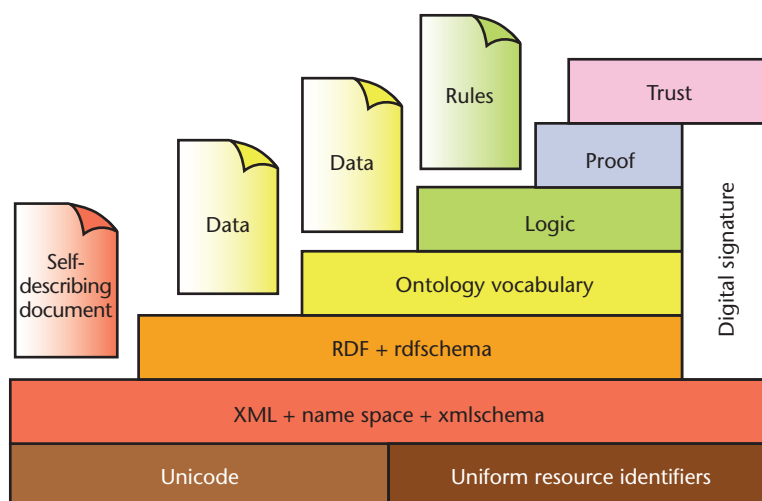 Rules
Trust
Data
Proof
Data
Logic
Self-
describing
document
Ontology vocabulary
Digital signature
RDF + rdfschema
XML + name space + xmlschema
Unicode
Uniform resource identifiers